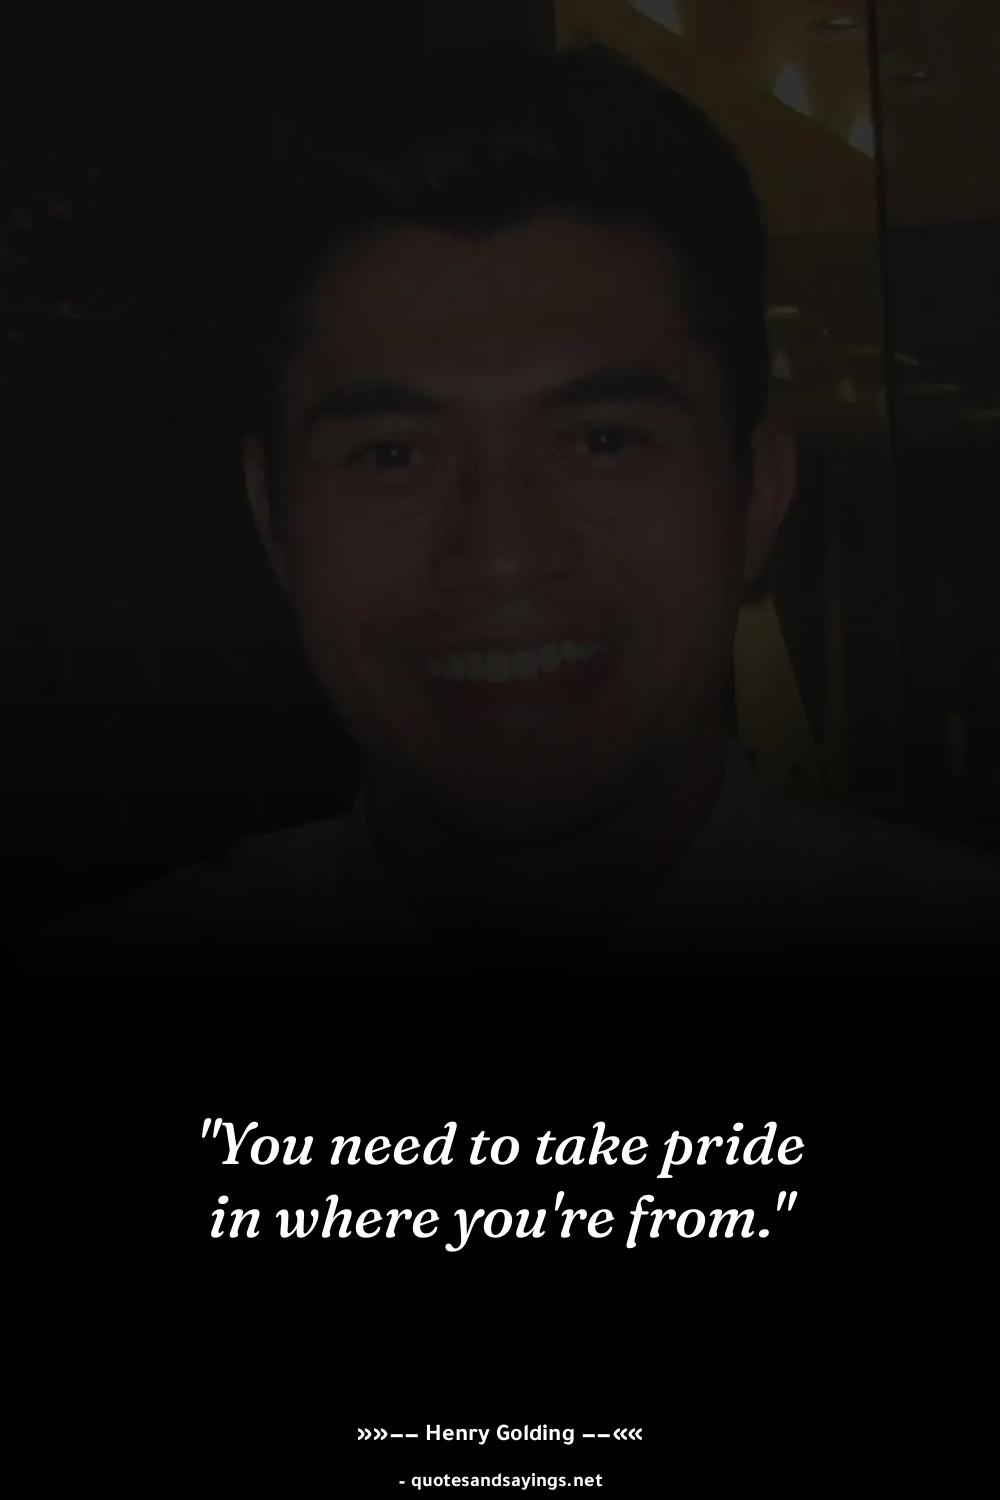 "You need to take pride
in where you're from."
»»−− Henry Golding −−««
- quotesandsayings.net